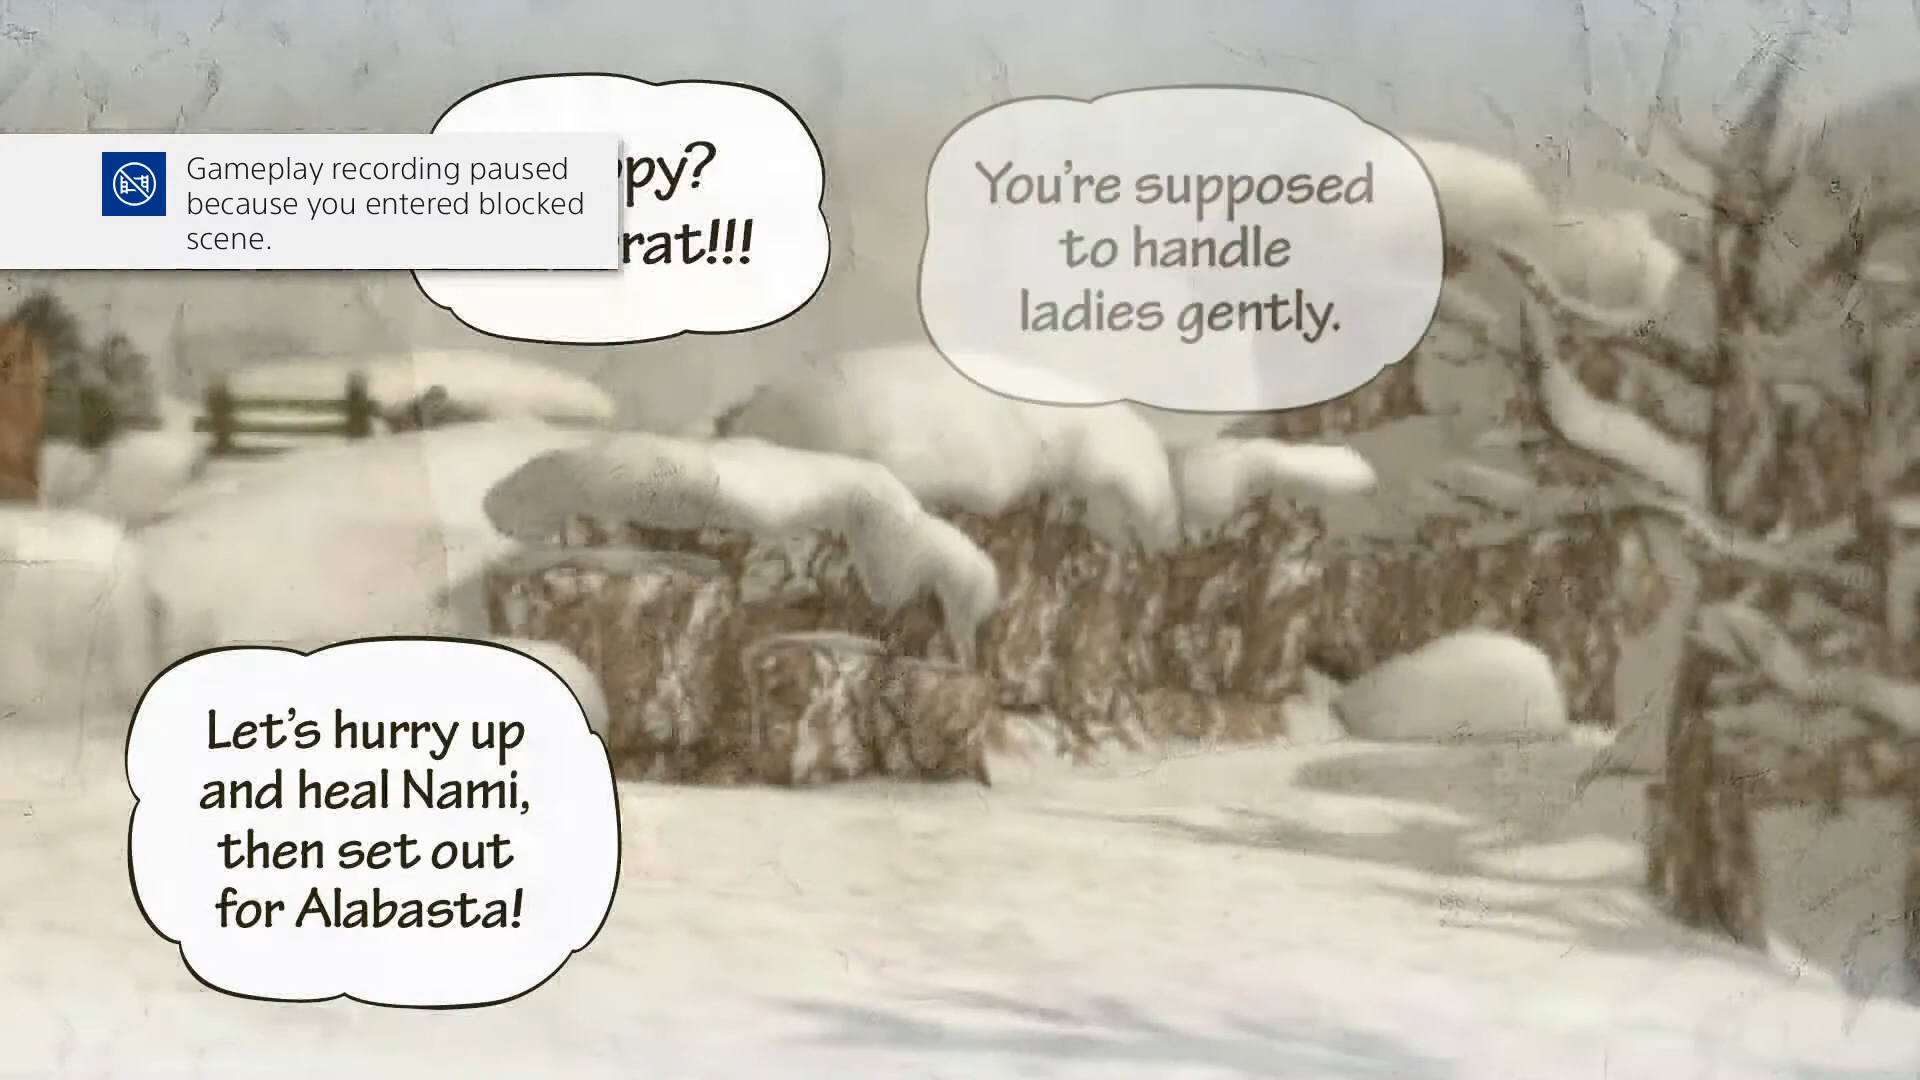 Gameplay recording paused
because you entered blocked
scene.
You're supposed
to handle
ladies gently.
Let's hurry up
and heal Nami,
then set out
for Alabasta!